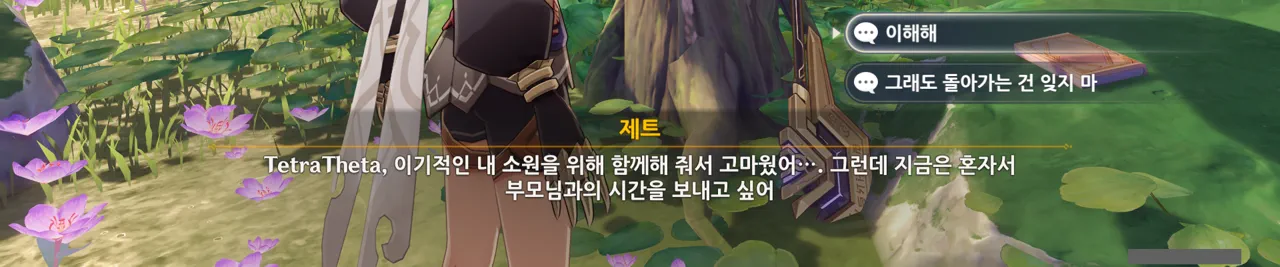 이해해
그래도 돌아가는 건 잊지 마
제트
TetraTheta, 이기적인 내 소원을 위해 함께해 줘서 고마웠어…. 그런데 지금은 혼자서
부모님과의 시간을 보내고 싶어